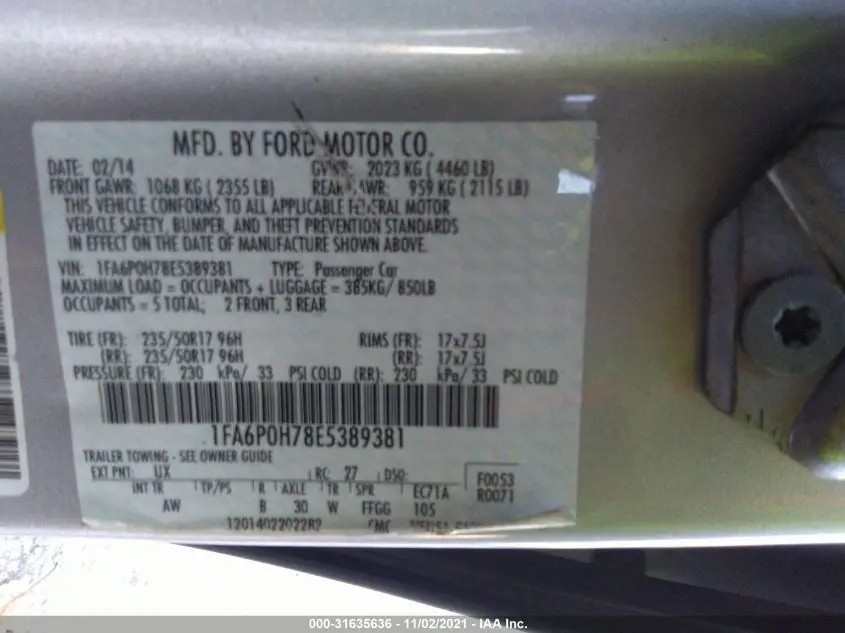 MFD. BY FORD MOTOR CO.
DATE: 02/14 GVWR: 2023 KG ( 4460 LB)
FRONT GAWR: 1068 KG ( 2355 LB) REAR GAWR: 959 KG ( 2115 LB)
THIS VEHICLE CONFORMS TO ALL APPLICABLE FEDERAL MOTOR
VEHICLE SAFETY, BUMPER, AND THEFT PREVENTION STANDARDS
IN EFFECT ON THE DATE OF MANUFACTURE SHOWN ABOVE.
VIN: 1FA6P0H78E5389381 TYPE: Passenger Car
MAXIMUM LOAD = OCCUPANTS + LUGGAGE = 385KG/ 850LB
OCCUPANTS = 5 TOTAL; 2 FRONT, 3 REAR
TIRE (FR): 235/50R17 96H RIMS (FR): 17x7.5J
(RR): 235/50R17 96H (RR): 17x7.5J
PRESSURE (FR): 230 kPa/ 33 PSI COLD (RR): 230 kPa/ 33 PSI COLD
1FA6P0H78E5389381
TRAILER TOWING - SEE OWNER GUIDE
EXT PNT: UX RC: 27 DSO: F0053
INT TR TP/PS R AXLE TR SPR EC71A R0071
AW B 30 W FFGG 105
12014022022R2
000-31635636 - 11/02/2021 - IAA Inc.